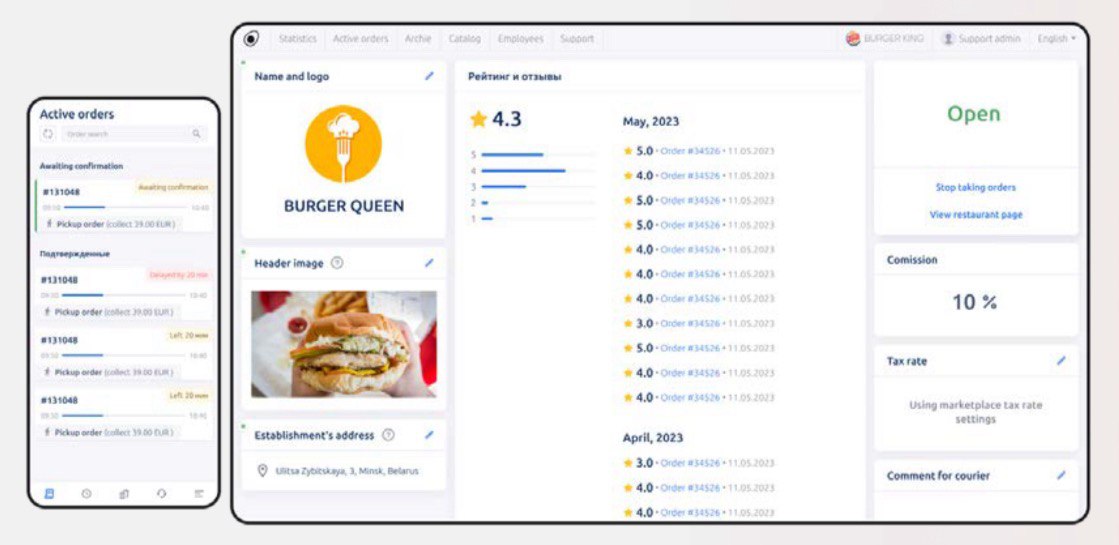 Active orders
Order search
Awaiting confirmation
#131048
Awaiting confirmation
09:50
10:40
Pickup order (collect 39.00 EUR)
Подтвержденные
#131048
Delayed by 20 min
09:50
10:40
Pickup order (collect 39.00 EUR)
#131048
Left 20 мин
09:50
10:40
Pickup order (collect 39.00 EUR)
#131048
Left 20 мин
09:50
10:40
Pickup order (collect 39.00 EUR)
Statistics
Active orders
Archie
Catalog
Employees
Support
BURGER KING
Support admin
English
Name and logo
BURGER QUEEN
Header image
Establishment's address
Ulitsa Zybitskaya, 3, Minsk, Belarus
Рейтинг и отзывы
4.3
5
4
3
2
1
May, 2023
5.0 • Order #34526 • 11.05.2023
4.0 • Order #34526 • 11.05.2023
5.0 • Order #34526 • 11.05.2023
5.0 • Order #34526 • 11.05.2023
4.0 • Order #34526 • 11.05.2023
4.0 • Order #34526 • 11.05.2023
4.0 • Order #34526 • 11.05.2023
3.0 • Order #34526 • 11.05.2023
5.0 • Order #34526 • 11.05.2023
4.0 • Order #34526 • 11.05.2023
4.0 • Order #34526 • 11.05.2023
April, 2023
3.0 • Order #34526 • 11.05.2023
4.0 • Order #34526 • 11.05.2023
4.0 • Order #34526 • 11.05.2023
Open
Stop taking orders
View restaurant page
Comission
10 %
Tax rate
Using marketplace tax rate
settings
Comment for courier